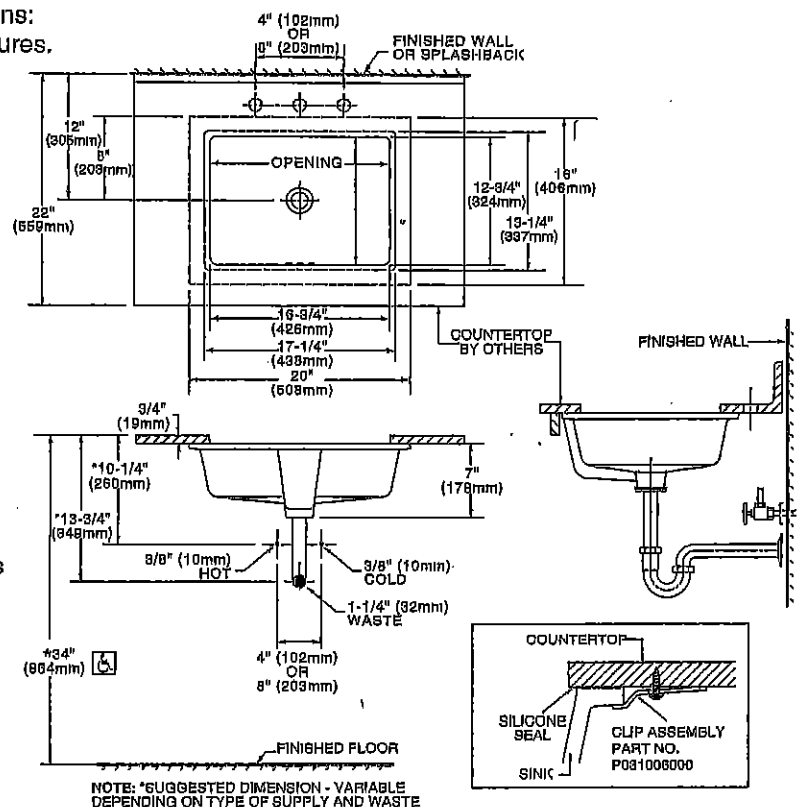 ns:
ures.
4" (102mm)
OR
8" (203mm)
FINISHED WALL
OR SPLASHBACK
12"
(305mm)
8"
(203mm)
OPENING
22"
(559mm)
12-3/4"
(324mm)
13-1/4"
(337mm)
16"
(406mm)
16-3/4"
(426mm)
17-1/4"
(438mm)
20"
(508mm)
COUNTERTOP
BY OTHERS
FINISHED WALL
3/4"
(19mm)
*10-1/4"
(260mm)
*13-3/4"
(349mm)
7"
(178mm)
3/8" (10mm)
HOT
3/8" (10mm)
COLD
1-1/4" (32mm)
WASTE
s
*34"
(864mm)
4" (102mm)
OR
8" (203mm)
FINISHED FLOOR
COUNTERTOP
SILICONE
SEAL
SINK
CLIP ASSEMBLY
PART NO.
P031006000
NOTE: *SUGGESTED DIMENSION - VARIABLE
DEPENDING ON TYPE OF SUPPLY AND WASTE